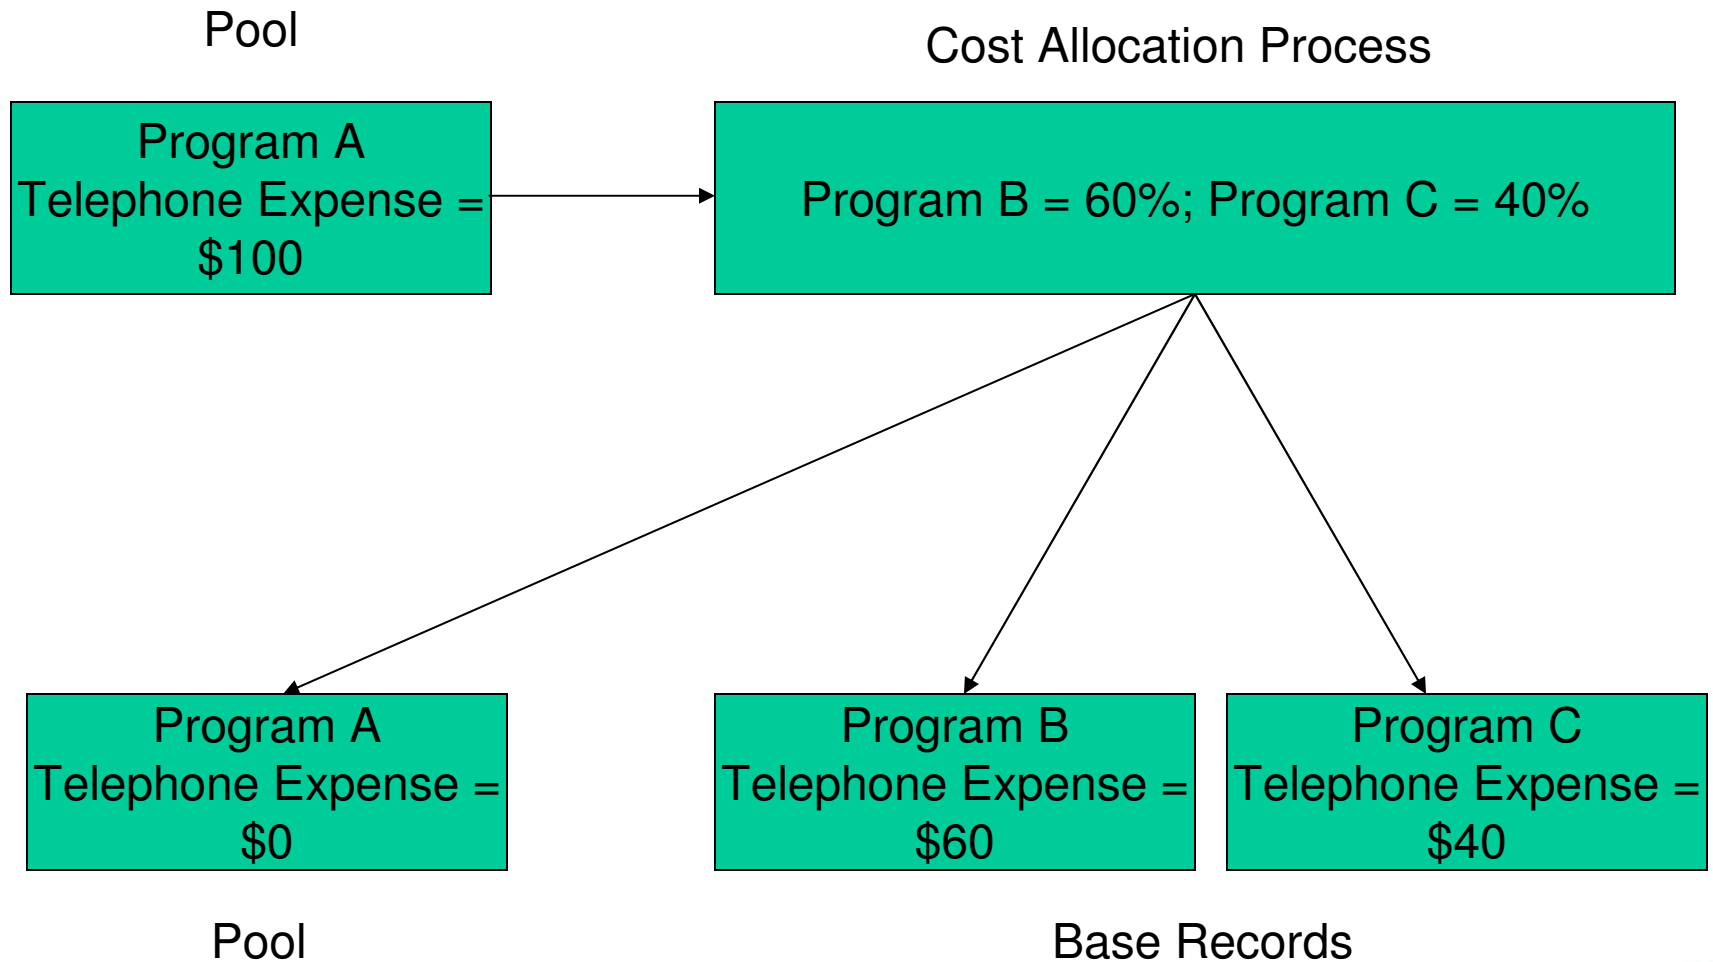 Pool
Cost Allocation Process
Program A
Telephone Expense =
$100
Program B = 60%; Program C = 40%
Program A
Telephone Expense =
$0
Program B
Telephone Expense =
$60
Program C
Telephone Expense =
$40
Pool
Base Records